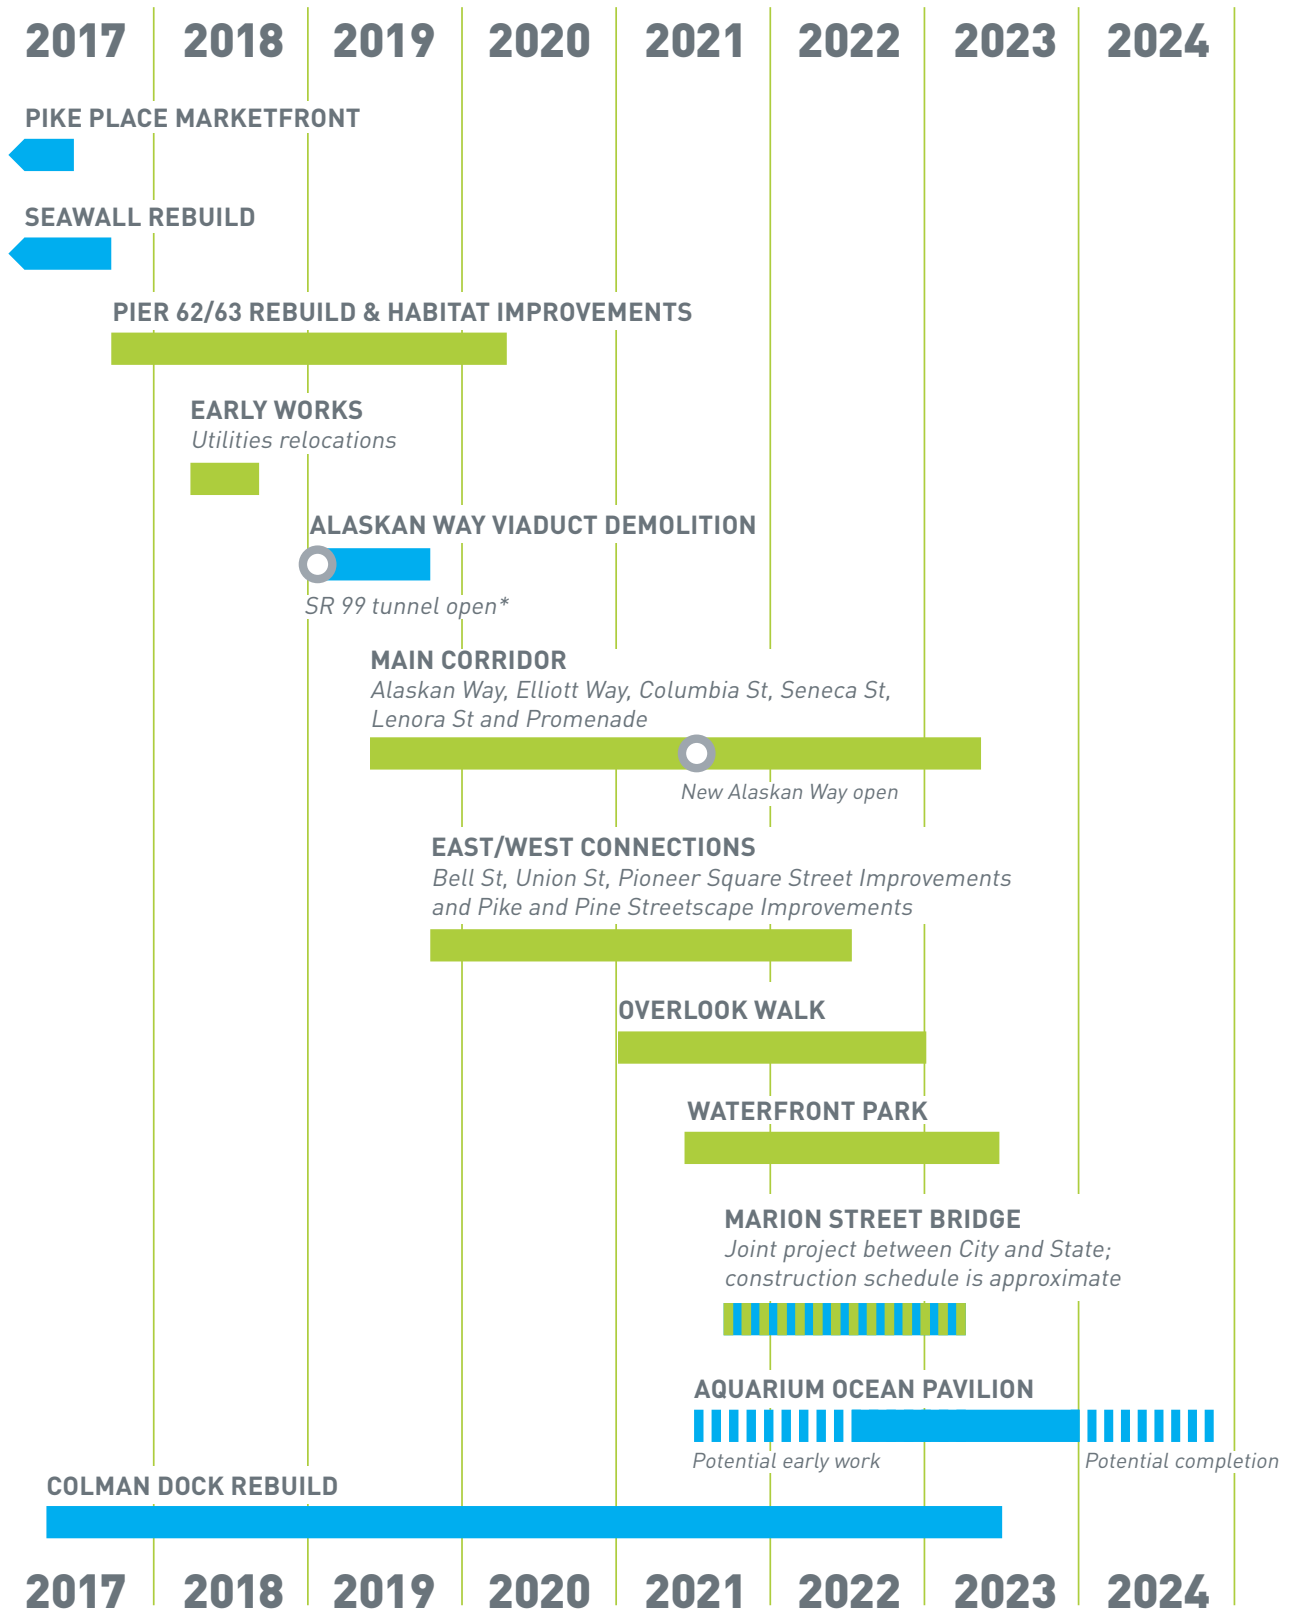 2017 2018 2019 2020 2021 2022 2023 2024
PIKE PLACE MARKETFRONT
SEAWALL REBUILD
PIER 62/63 REBUILD & HABITAT IMPROVEMENTS
EARLY WORKS
Utilities relocations
ALASKAN WAY VIADUCT DEMOLITION
SR 99 tunnel open*
MAIN CORRIDOR
Alaskan Way, Elliott Way, Columbia St, Seneca St,
Lenora St and Promenade
New Alaskan Way open
EAST/WEST CONNECTIONS
Bell St, Union St, Pioneer Square Street Improvements
and Pike and Pine Streetscape Improvements
OVERLOOK WALK
WATERFRONT PARK
MARION STREET BRIDGE
Joint project between City and State;
construction schedule is approximate
AQUARIUM OCEAN PAVILION
Potential early work Potential completion
COLMAN DOCK REBUILD
2017 2018 2019 2020 2021 2022 2023 2024